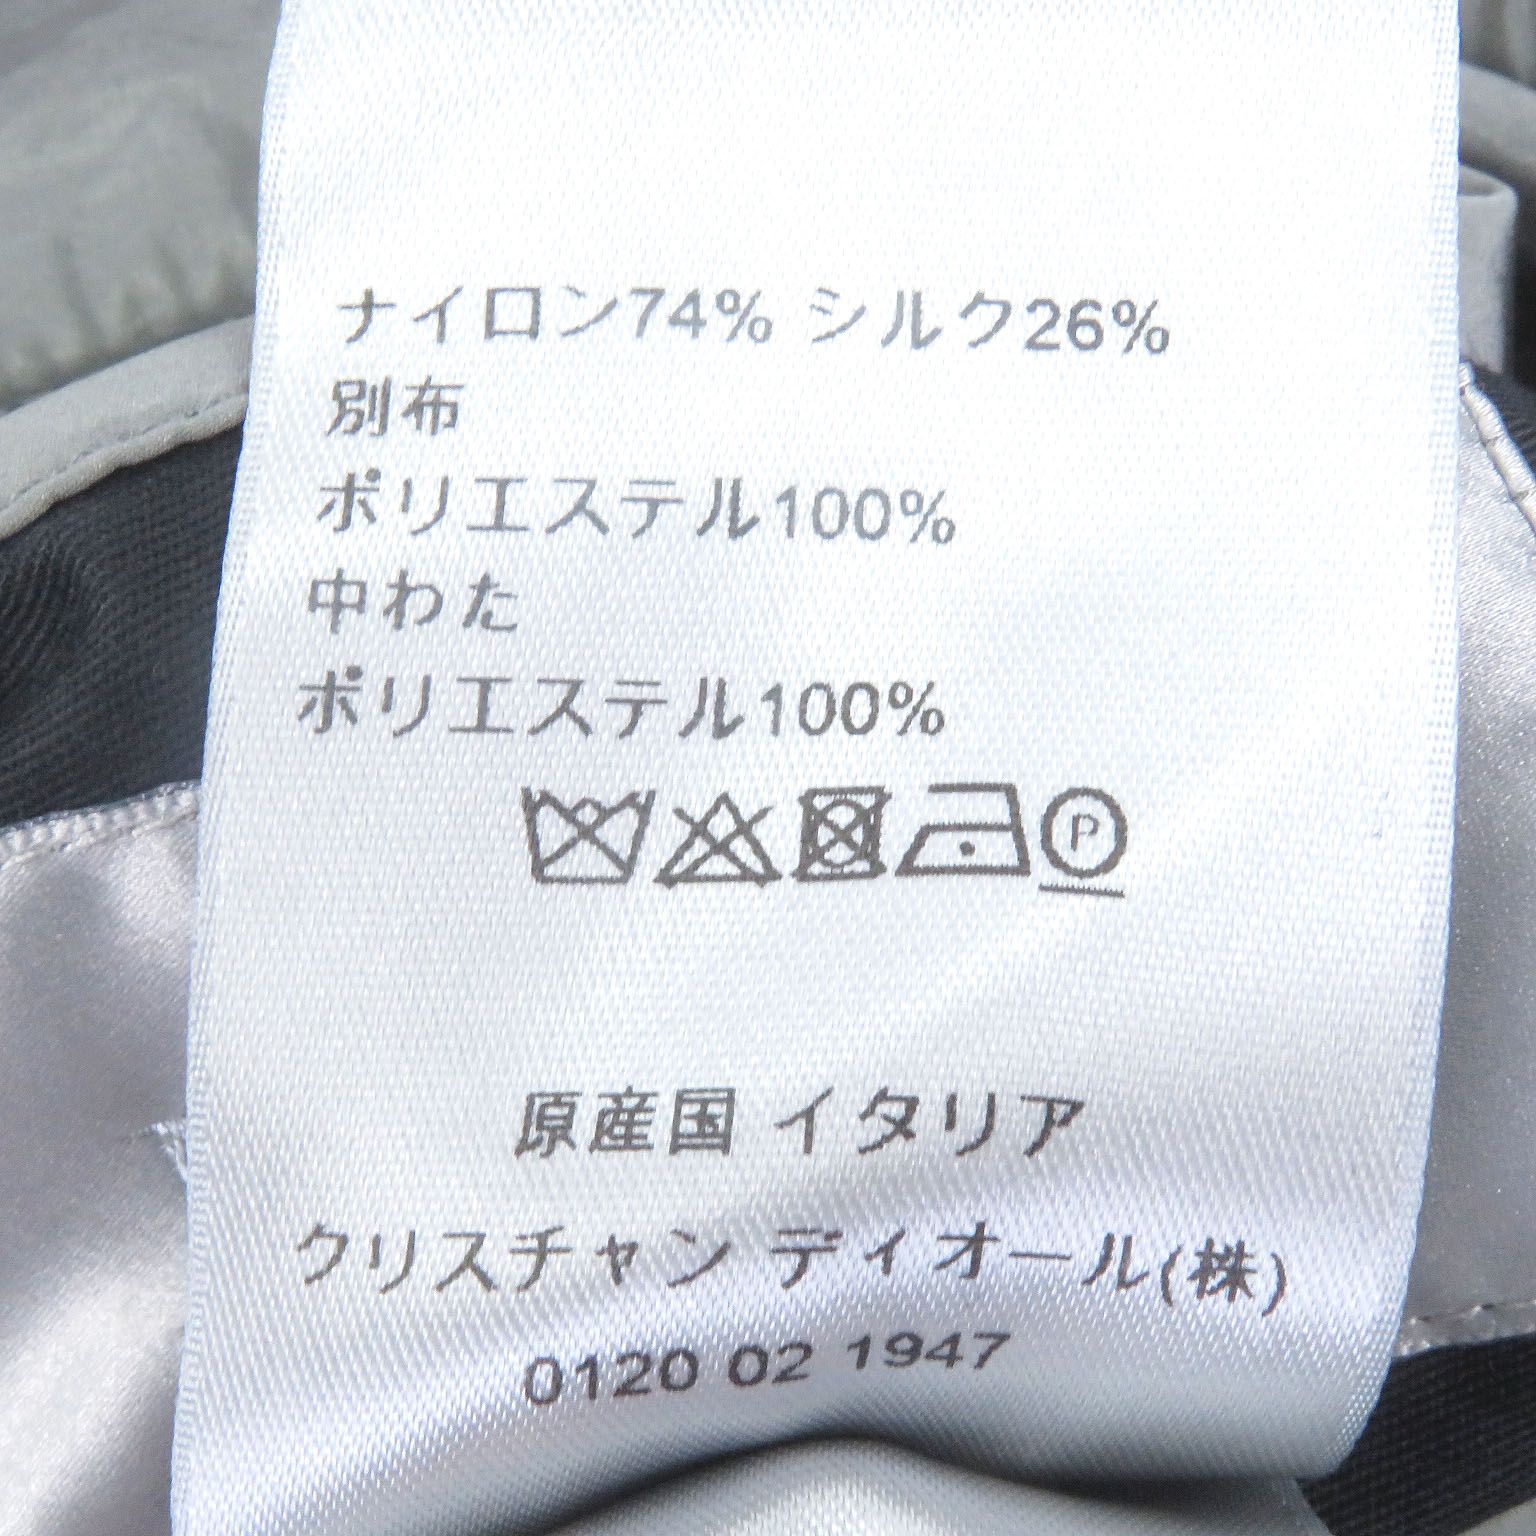 ナイロン74% シルク26%
別布
ポリエステル100%
中わた
ポリエステル100%
P
原産国 イタリア
クリスチャン ディオール(株)
0120 02 1947